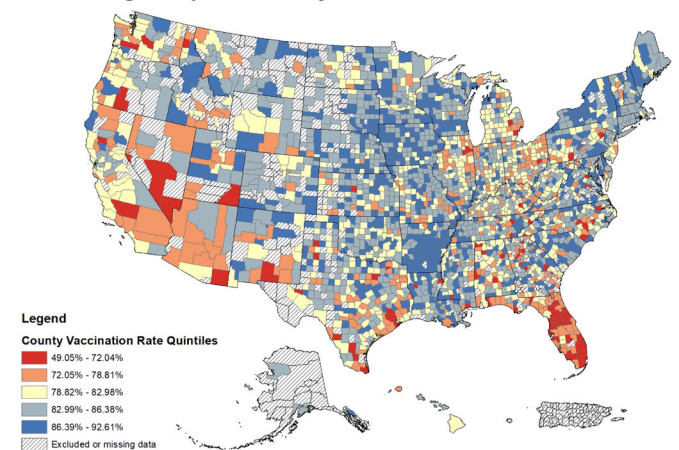 Legend
County Vaccination Rate Quintiles
49.05% - 72.04%
72.05% - 78.81%
78.82% - 82.98%
82.99% - 86.38%
86.39% - 92.61%
Excluded or missing data